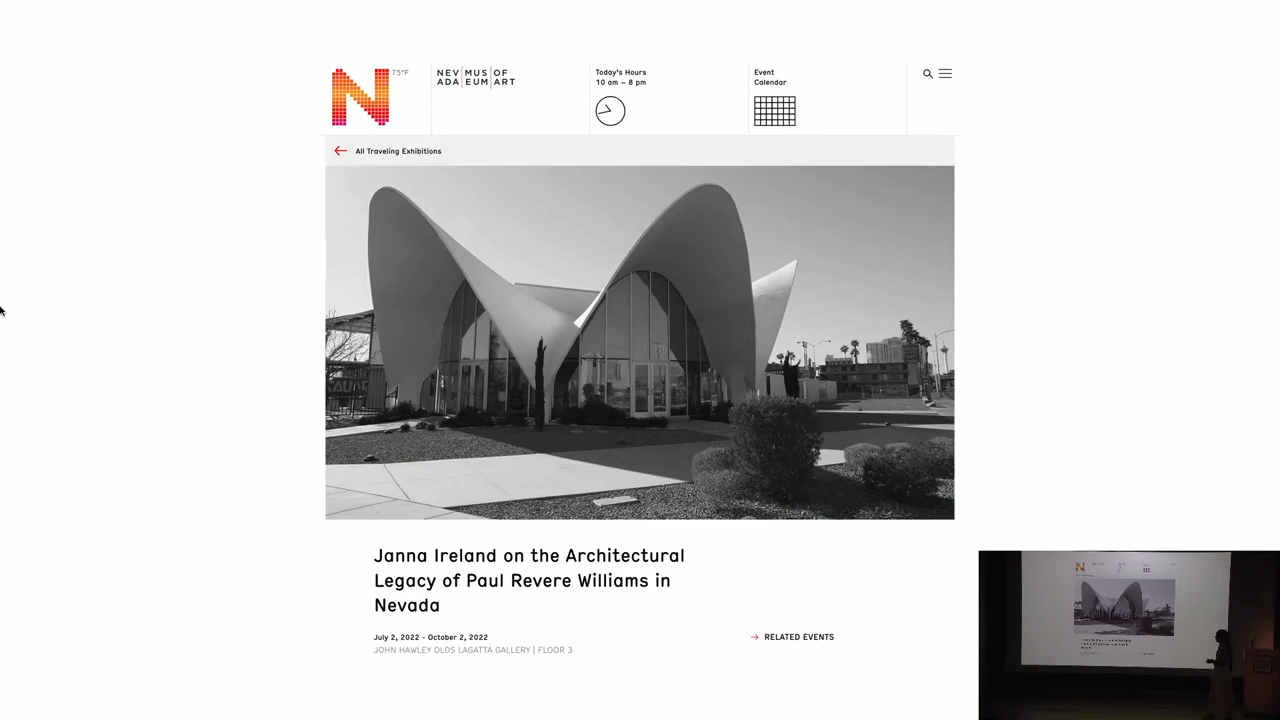 N
75°F
NEV MUS OF
ADA EUM ART
Today's Hours
10 am – 8 pm
Event
Calendar
All Traveling Exhibitions
Janna Ireland on the Architectural
Legacy of Paul Revere Williams in
Nevada
July 2, 2022 - October 2, 2022
JOHN HAWLEY OLDS LAGATTA GALLERY | FLOOR 3
RELATED EVENTS
N